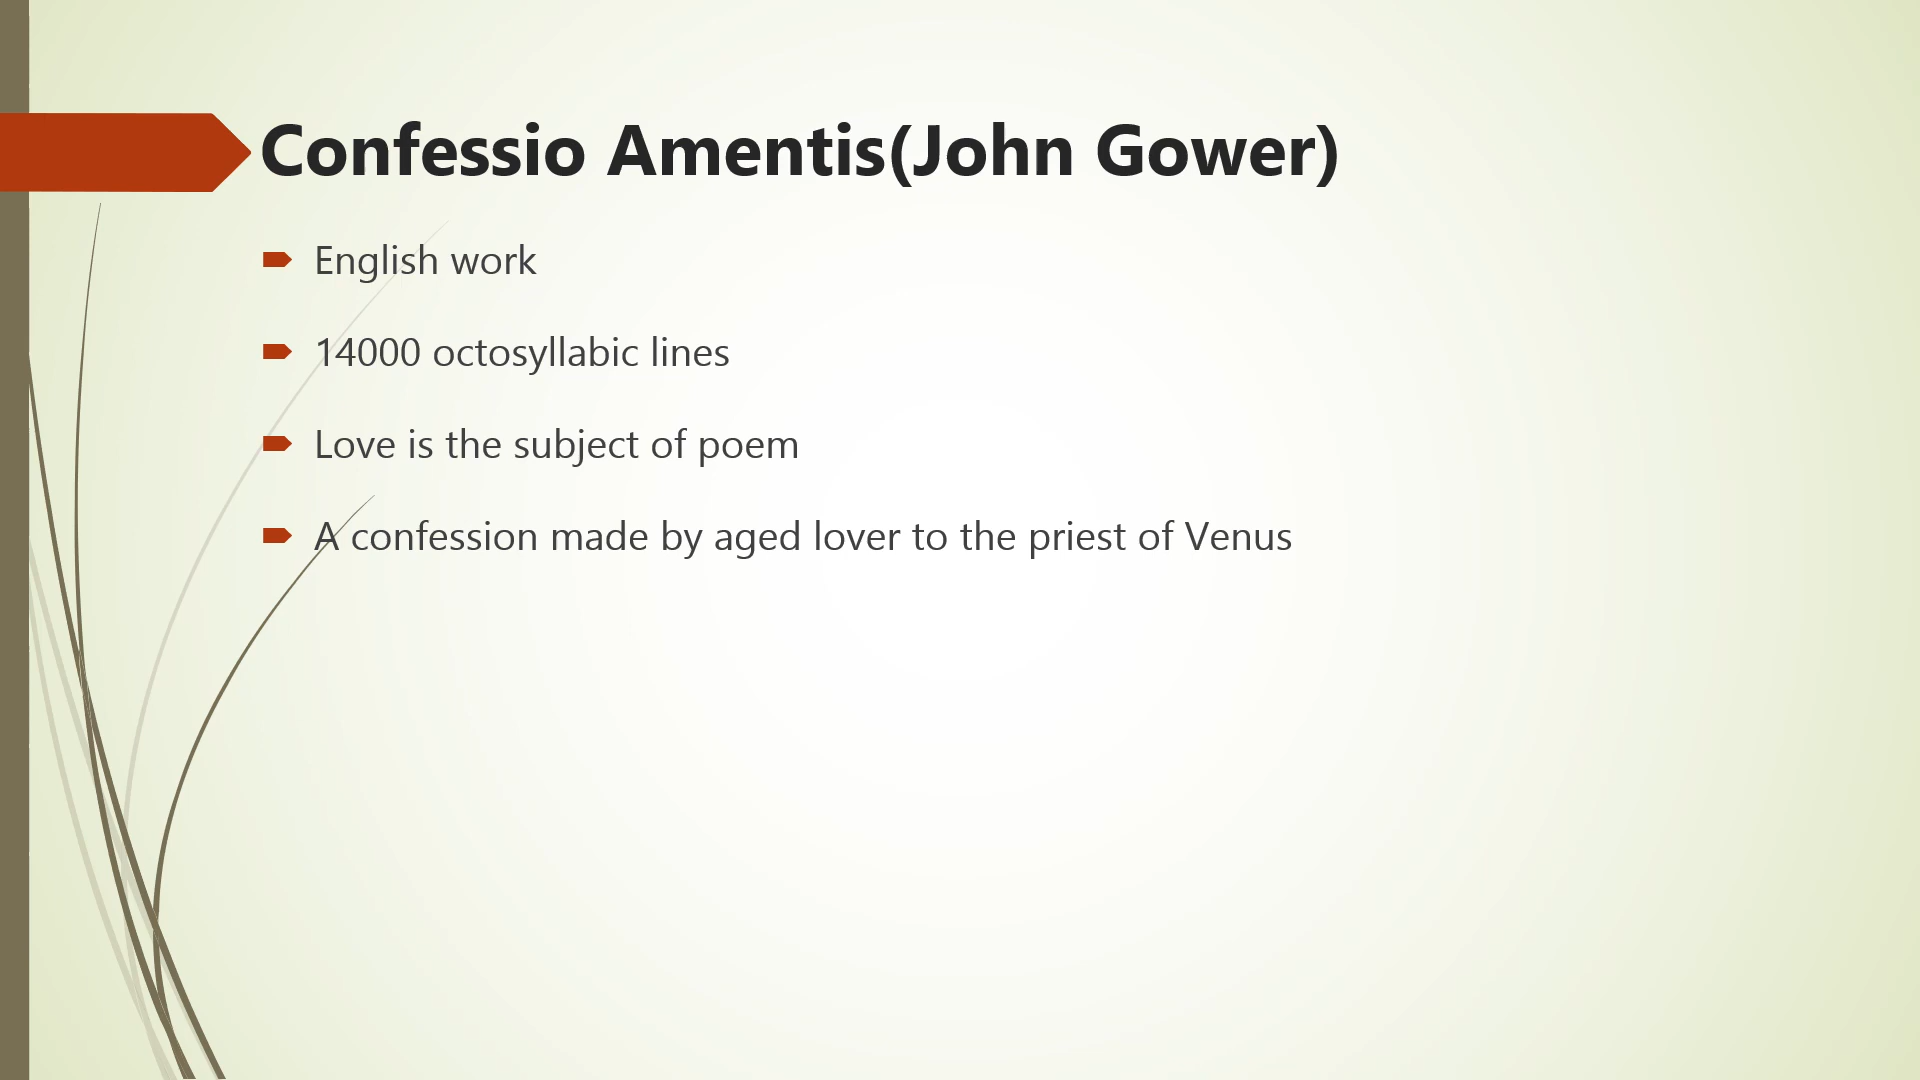 Confessio Amentis(John Gower)
English work
14000 octosyllabic lines
Love is the subject of poem
A confession made by aged lover to the priest of Venus